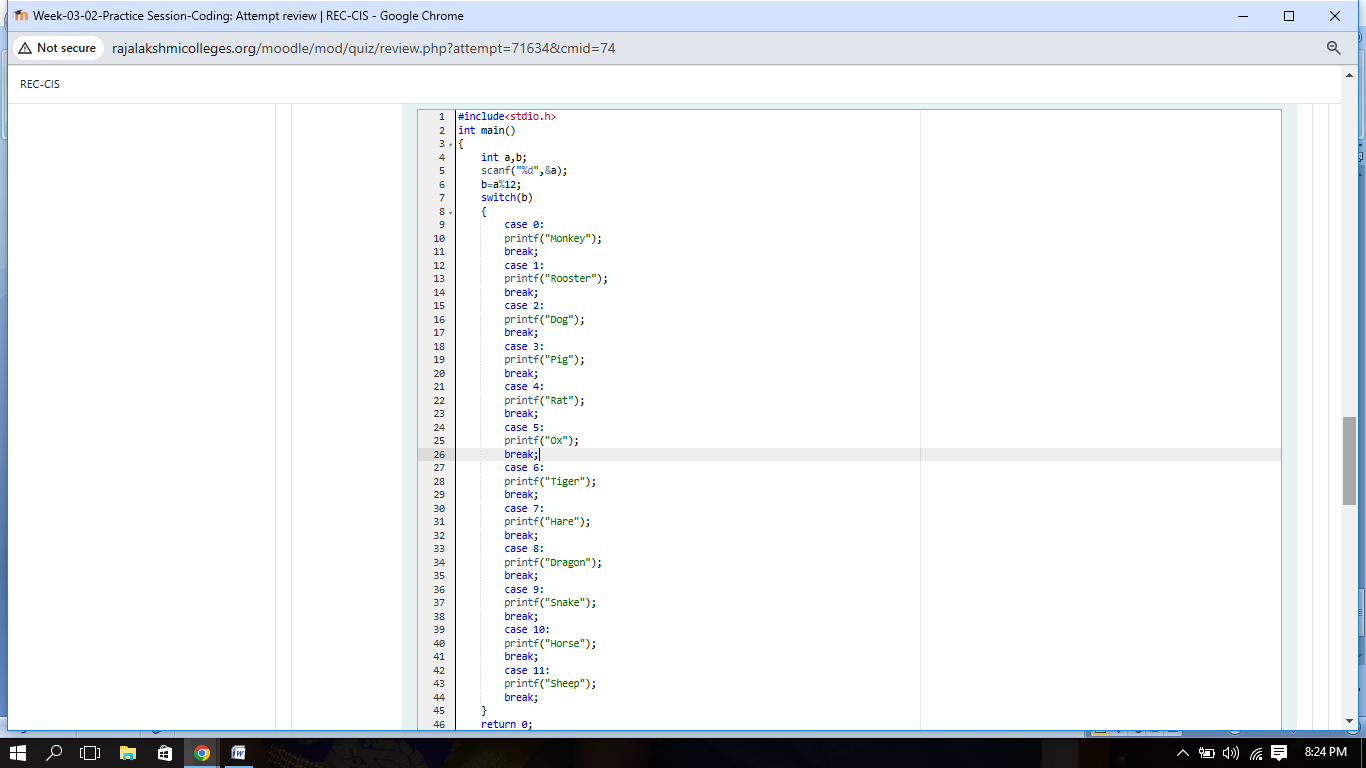 Week-03-02-Practice Session-Coding: Attempt review | REC-CIS - Google Chrome
Not secure rajalakshmicolleges.org/moodle/mod/quiz/review.php?attempt=71634&cmid=74
REC-CIS
1 #include<stdio.h>
2 int main()
3 {
4 int a,b;
5 scanf("%d",&a);
6 b=a%12;
7 switch(b)
8 {
9 case 0:
10 printf("Monkey");
11 break;
12 case 1:
13 printf("Rooster");
14 break;
15 case 2:
16 printf("Dog");
17 break;
18 case 3:
19 printf("Pig");
20 break;
21 case 4:
22 printf("Rat");
23 break;
24 case 5:
25 printf("Ox");
26 break;
27 case 6:
28 printf("Tiger");
29 break;
30 case 7:
31 printf("Hare");
32 break;
33 case 8:
34 printf("Dragon");
35 break;
36 case 9:
37 printf("Snake");
38 break;
39 case 10:
40 printf("Horse");
41 break;
42 case 11:
43 printf("Sheep");
44 break;
45 }
46 return 0;
8:24 PM